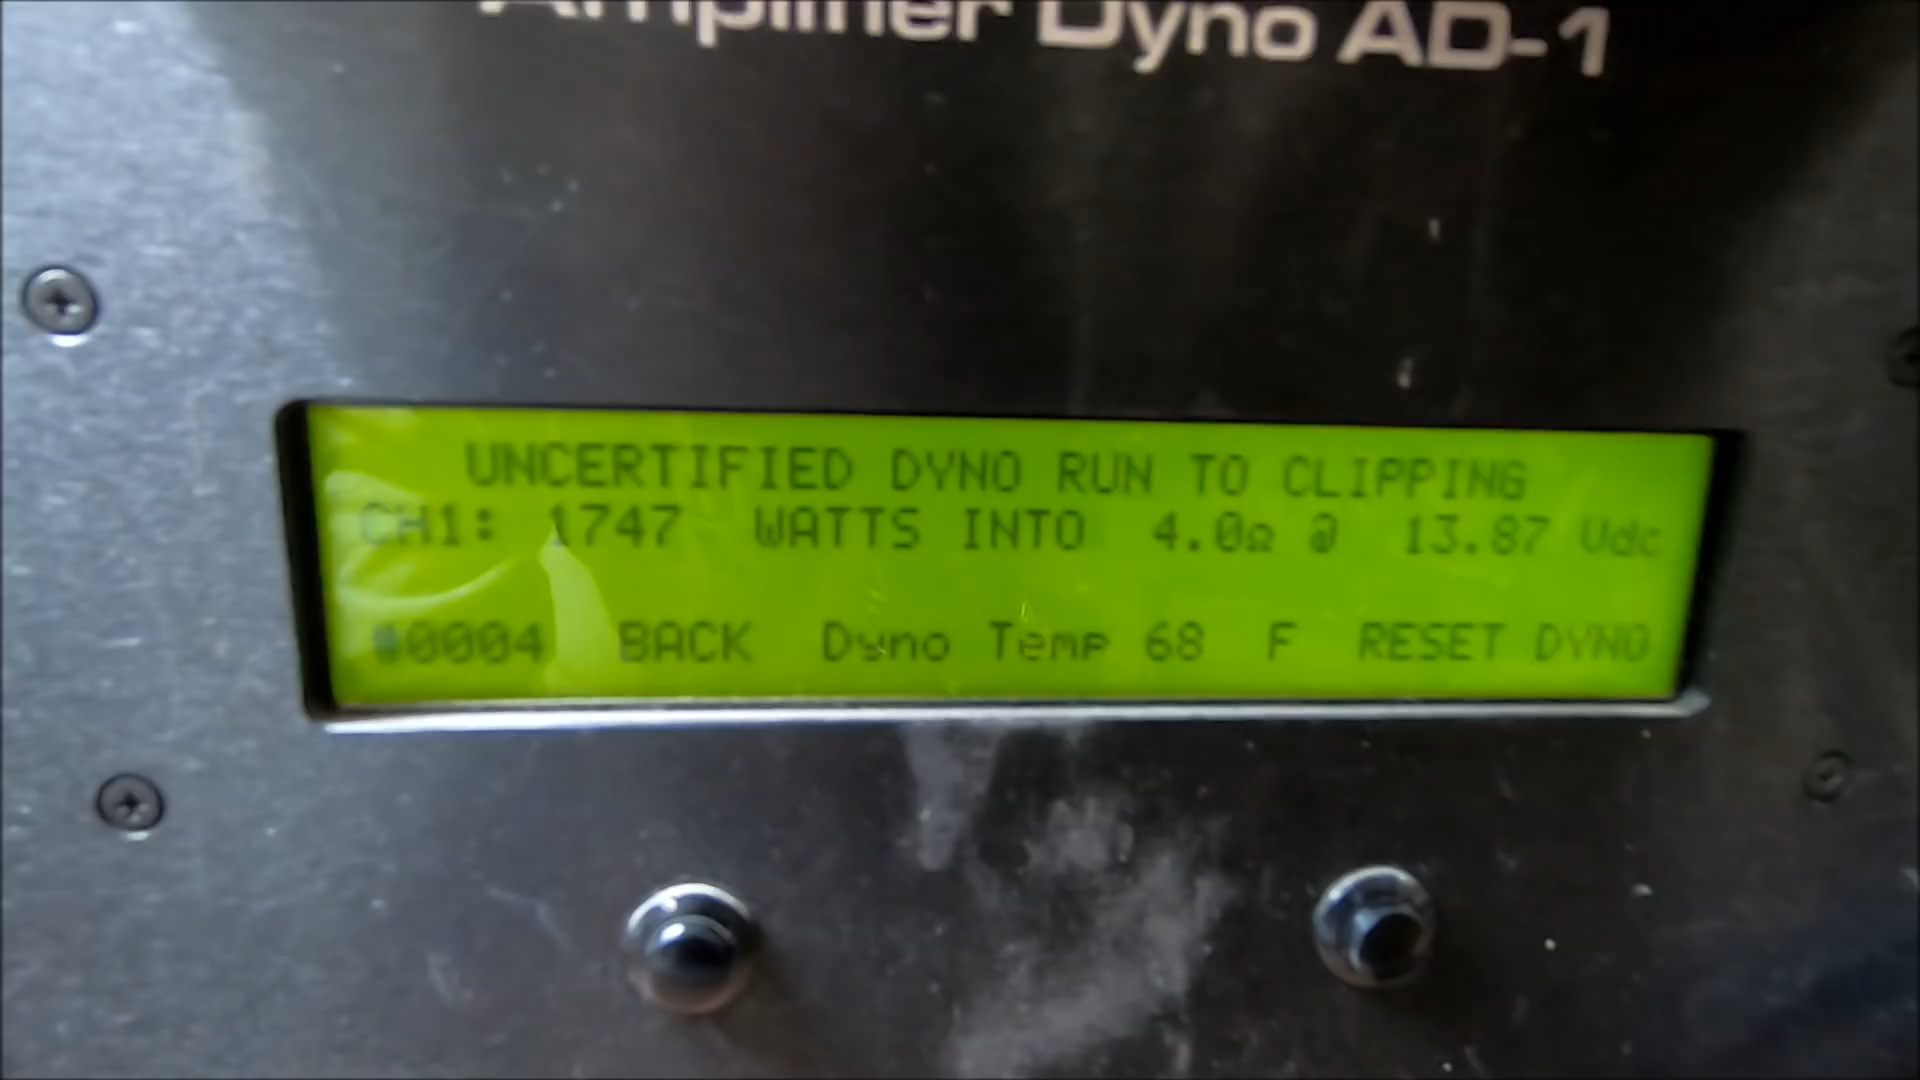 Amplifier Dyno AD-1
UNCERTIFIED DYNO RUN TO CLIPPING
CH1: 1747 WATTS INTO 4.0Ω @ 13.87 Vdc
#0004 BACK Dyno Temp 68 F RESET DYNO